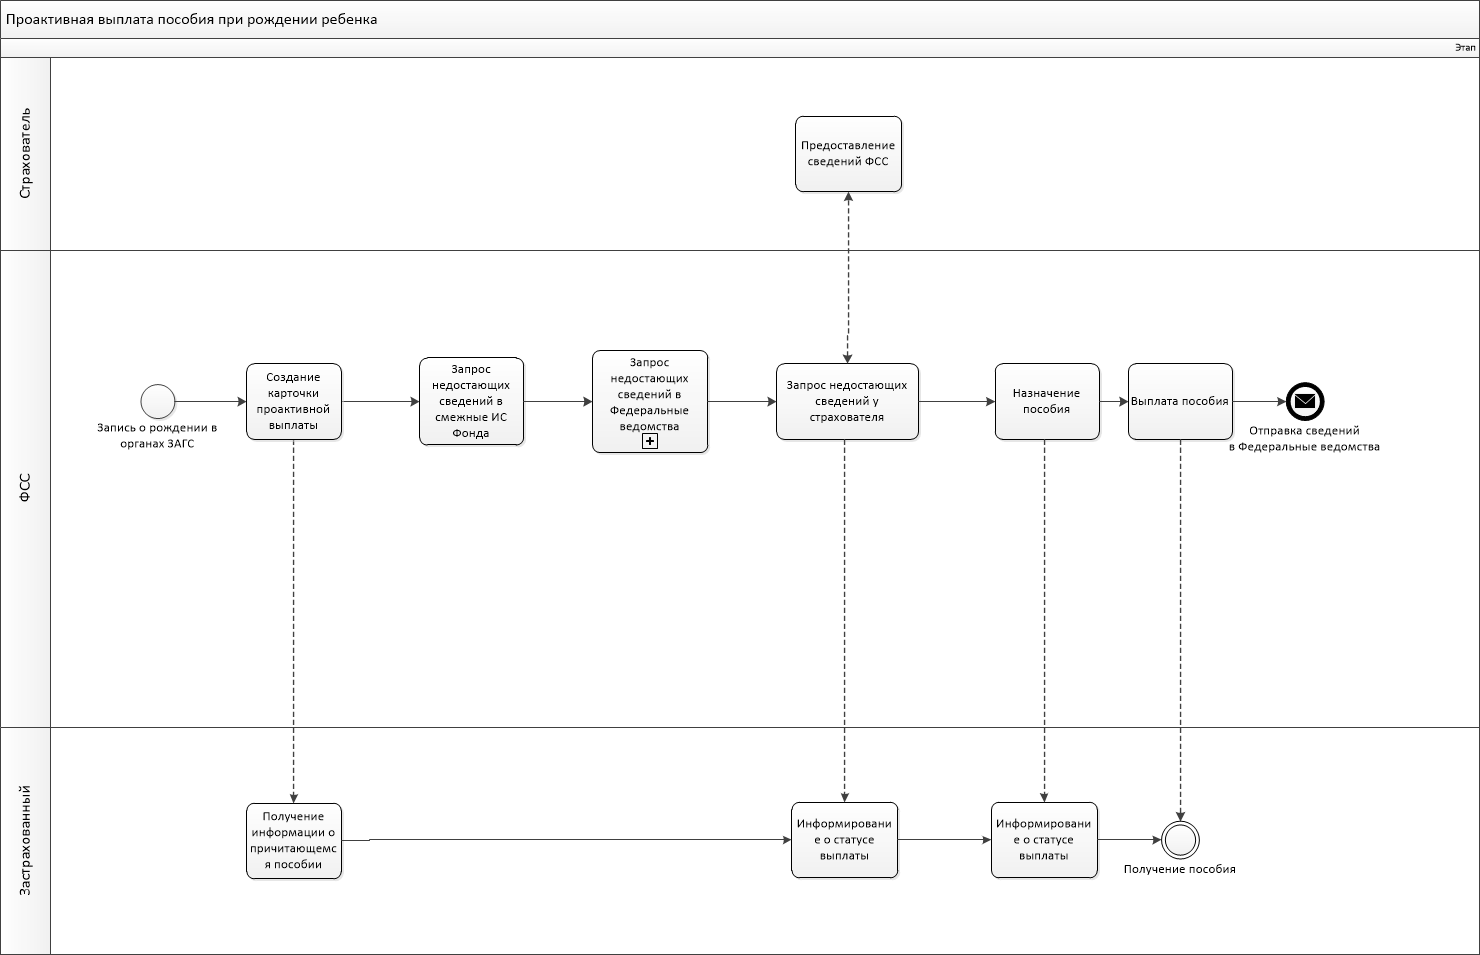 Проактивная выплата пособия при рождении ребенка
Этап
Страхователь
Предоставление
сведений ФСС
ФСС
Запись о рождении в
органах ЗАГС
Создание
карточки
проактивной
выплаты
Запрос
недостающих
сведений в
смежные ИС
Фонда
Запрос
недостающих
сведений в
Федеральные
ведомства
Запрос недостающих
сведений у
страхователя
Назначение
пособия
Выплата пособия
Отправка сведений
в Федеральные ведомства
Застрахованный
Получение
информации о
причитающемс
я пособии
Информировани
е о статусе
выплаты
Информировани
е о статусе
выплаты
Получение пособия